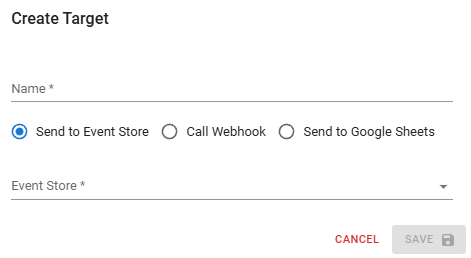 Create Target
Name *
Send to Event Store Call Webhook Send to Google Sheets
Event Store *
CANCEL SAVE